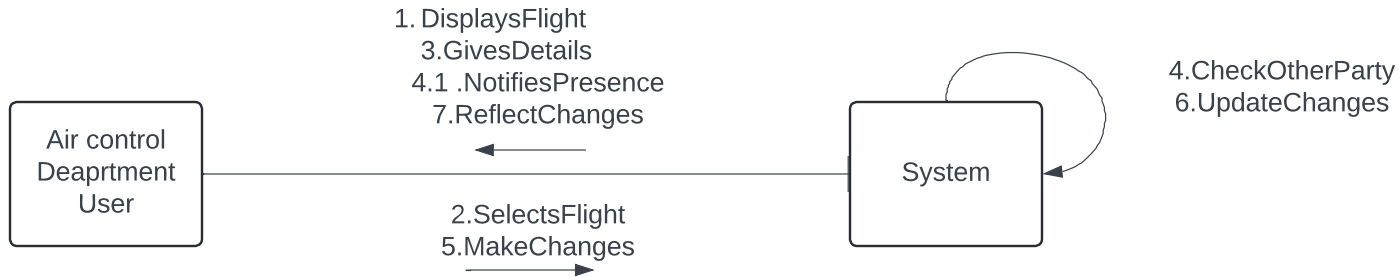 1. DisplaysFlight
3.GivesDetails
4.1 .NotifiesPresence
7.ReflectChanges
4.CheckOtherParty
6.UpdateChanges
Air control
Deaprtment
User
System
2.SelectsFlight
5.MakeChanges